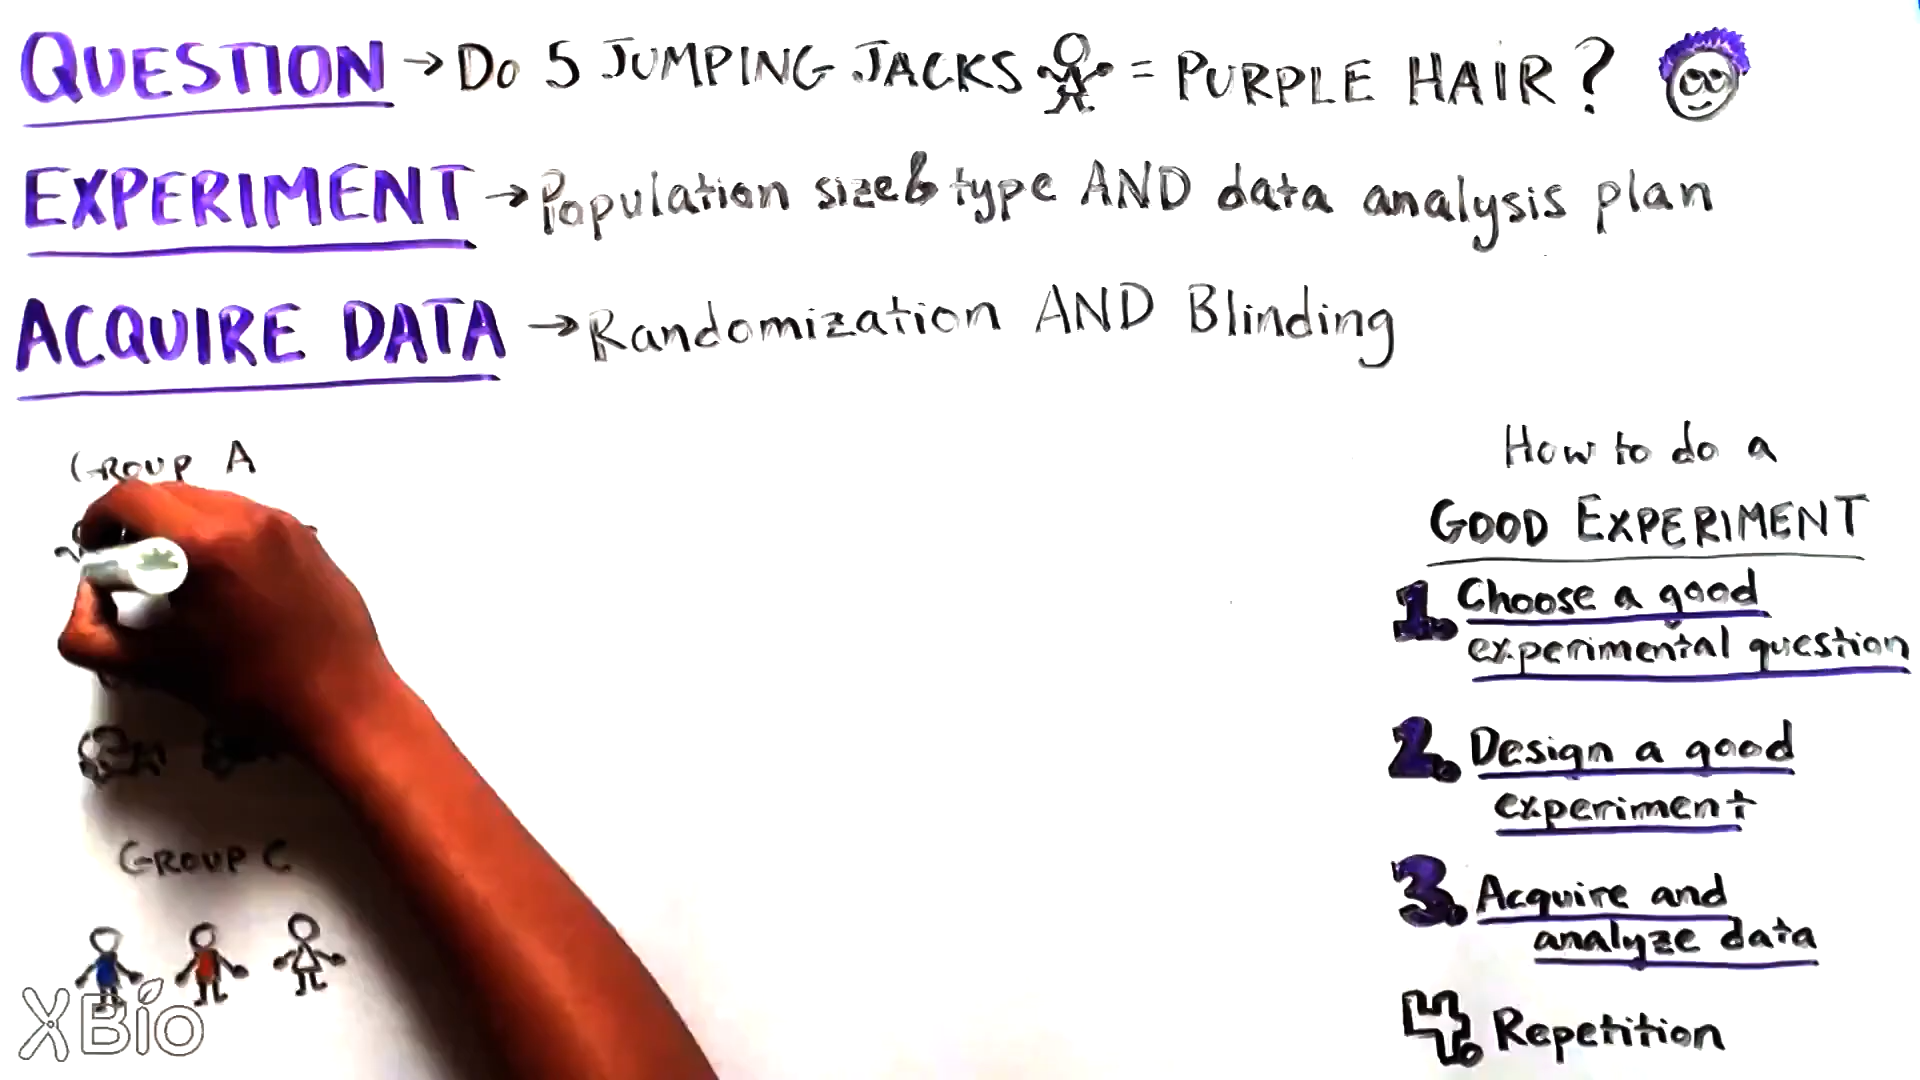 QUESTION → Do 5 JUMPING JACKS = PURPLE HAIR?
EXPERIMENT → Population size & type AND data analysis plan
ACQUIRE DATA → Randomization AND Blinding
GROUP A
GROUP C
XBio
How to do a
GOOD EXPERIMENT
1. Choose a good
experimental question
2. Design a good
experiment
3. Acquire and
analyze data
4. Repetition